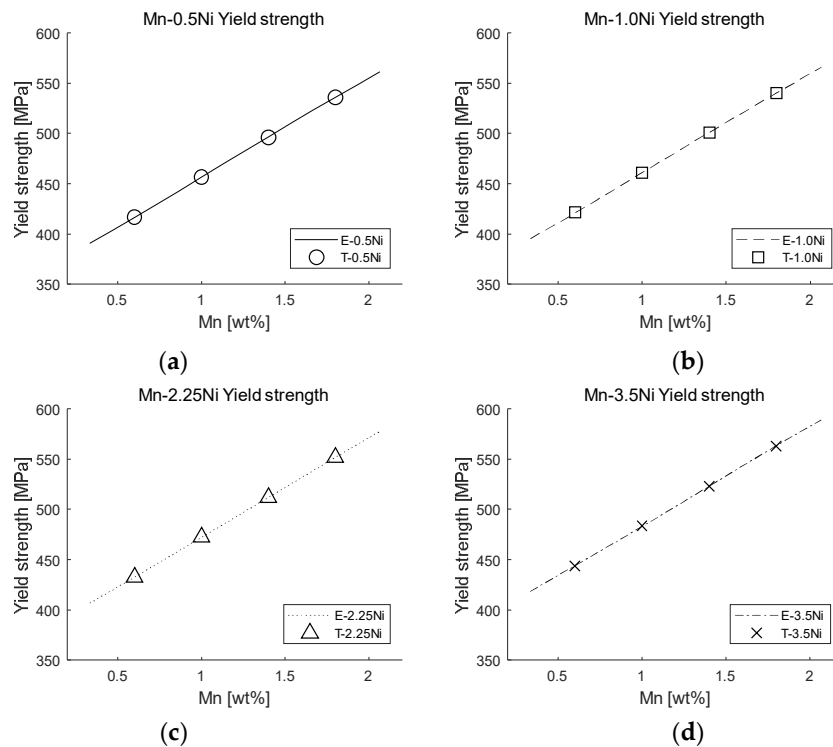 Mn-0.5Ni Yield strength
600
550
500
450
400
350
Yield strength [MPa]
E-0.5Ni
T-0.5Ni
0.5
1
1.5
2
Mn [wt%]
(a)
Mn-1.0Ni Yield strength
600
550
500
450
400
350
Yield strength [MPa]
E-1.0Ni
T-1.0Ni
0.5
1
1.5
2
Mn [wt%]
(b)
Mn-2.25Ni Yield strength
600
550
500
450
400
350
Yield strength [MPa]
E-2.25Ni
T-2.25Ni
0.5
1
1.5
2
Mn [wt%]
(c)
Mn-3.5Ni Yield strength
600
550
500
450
400
350
Yield strength [MPa]
E-3.5Ni
T-3.5Ni
0.5
1
1.5
2
Mn [wt%]
(d)